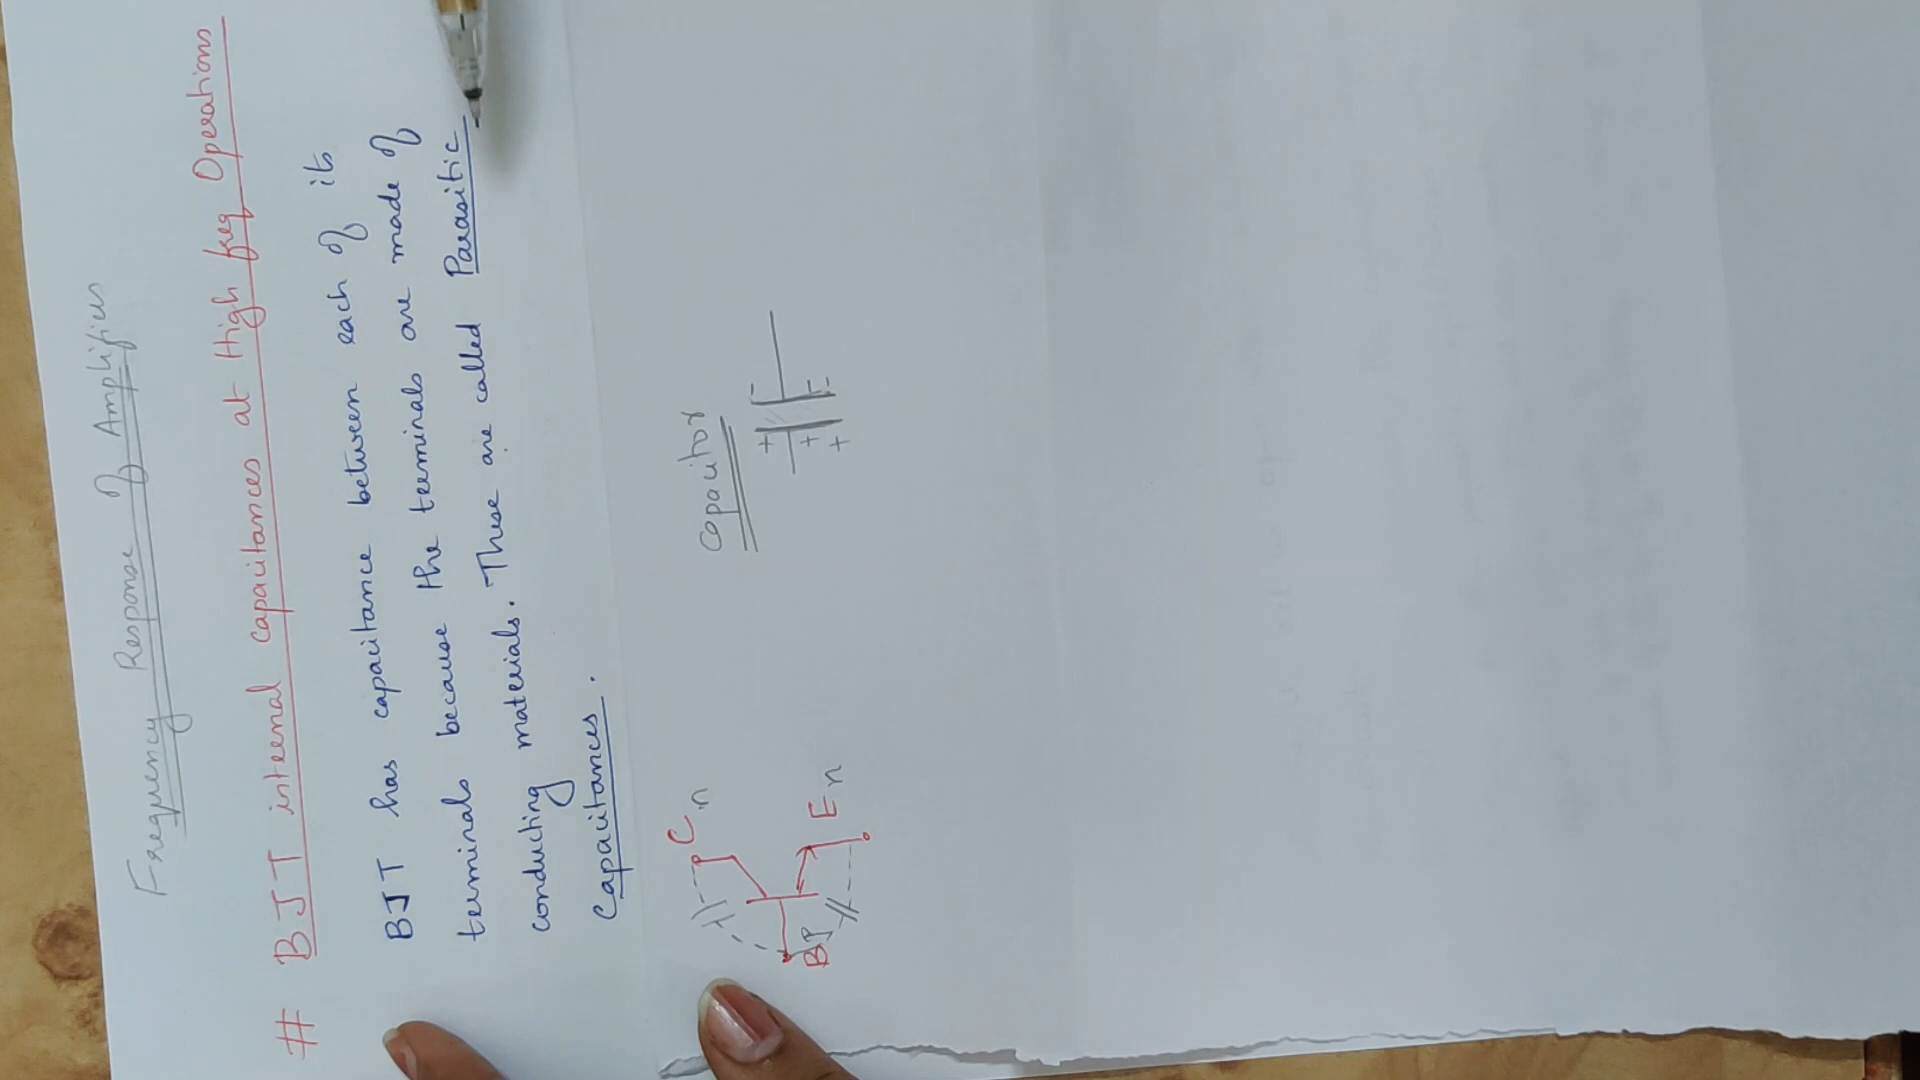 Frequency Response of Amplifiers
# BJT internal capacitances at High freq Operations
BJT has capacitance between each of its
terminals because the terminals are made of
conducting materials. These are called Parasitic
Capacitances.
C n
B P
E n
Capacitor
+ -
+ -
+ -